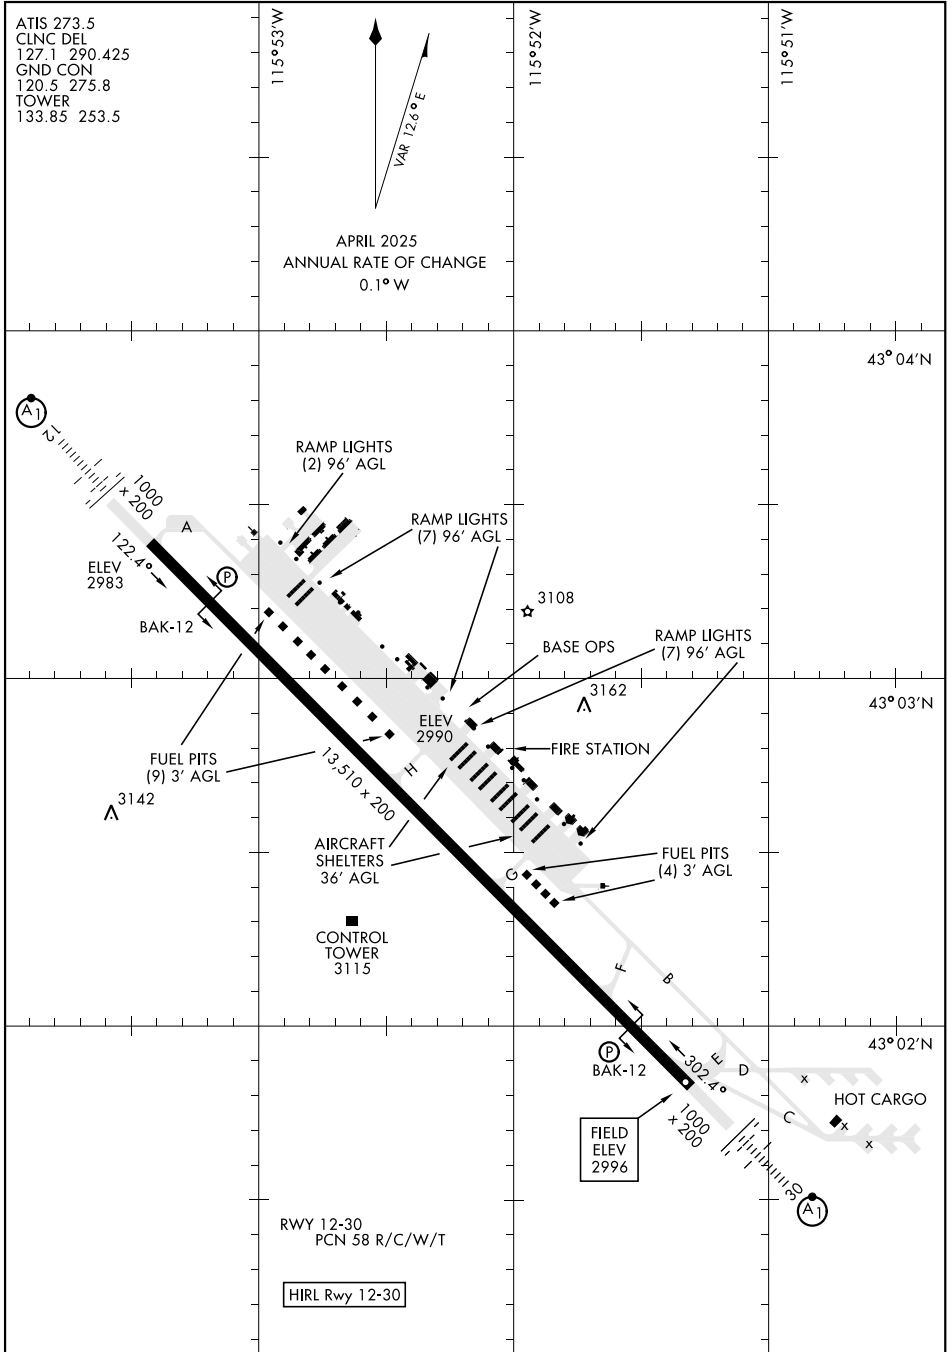 ATIS 273.5
CLNC DEL
127.1 290.425
GND CON
120.5 275.8
TOWER
133.85 253.5
115°53'W
115°52'W
115°51'W
VAR 12.6° E
APRIL 2025
ANNUAL RATE OF CHANGE
0.1° W
43° 04'N
A1
12
1000
x 200
RAMP LIGHTS
(2) 96' AGL
A
RAMP LIGHTS
(7) 96' AGL
122.4°
ELEV
2983
P
BAK-12
3108
BASE OPS
RAMP LIGHTS
(7) 96' AGL
3162
43° 03'N
ELEV
2990
FIRE STATION
FUEL PITS
(9) 3' AGL
13,510 x 200
H
3142
AIRCRAFT
SHELTERS
36' AGL
G
FUEL PITS
(4) 3' AGL
CONTROL
TOWER
3115
F
B
43° 02'N
P
BAK-12
302.4°
E
D
x
HOT CARGO
C
x
x
1000
x 200
FIELD
ELEV
2996
30
A1
RWY 12-30
PCN 58 R/C/W/T
HIRL Rwy 12-30